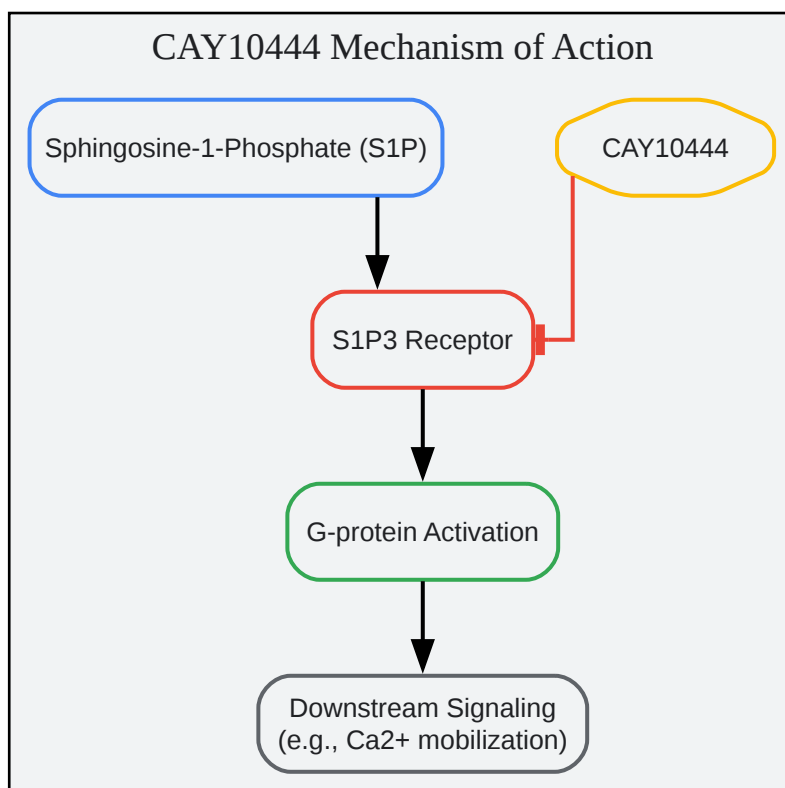 CAY10444 Mechanism of Action
Sphingosine-1-Phosphate (S1P)
CAY10444
S1P3 Receptor
G-protein Activation
Downstream Signaling
(e.g., Ca2+ mobilization)